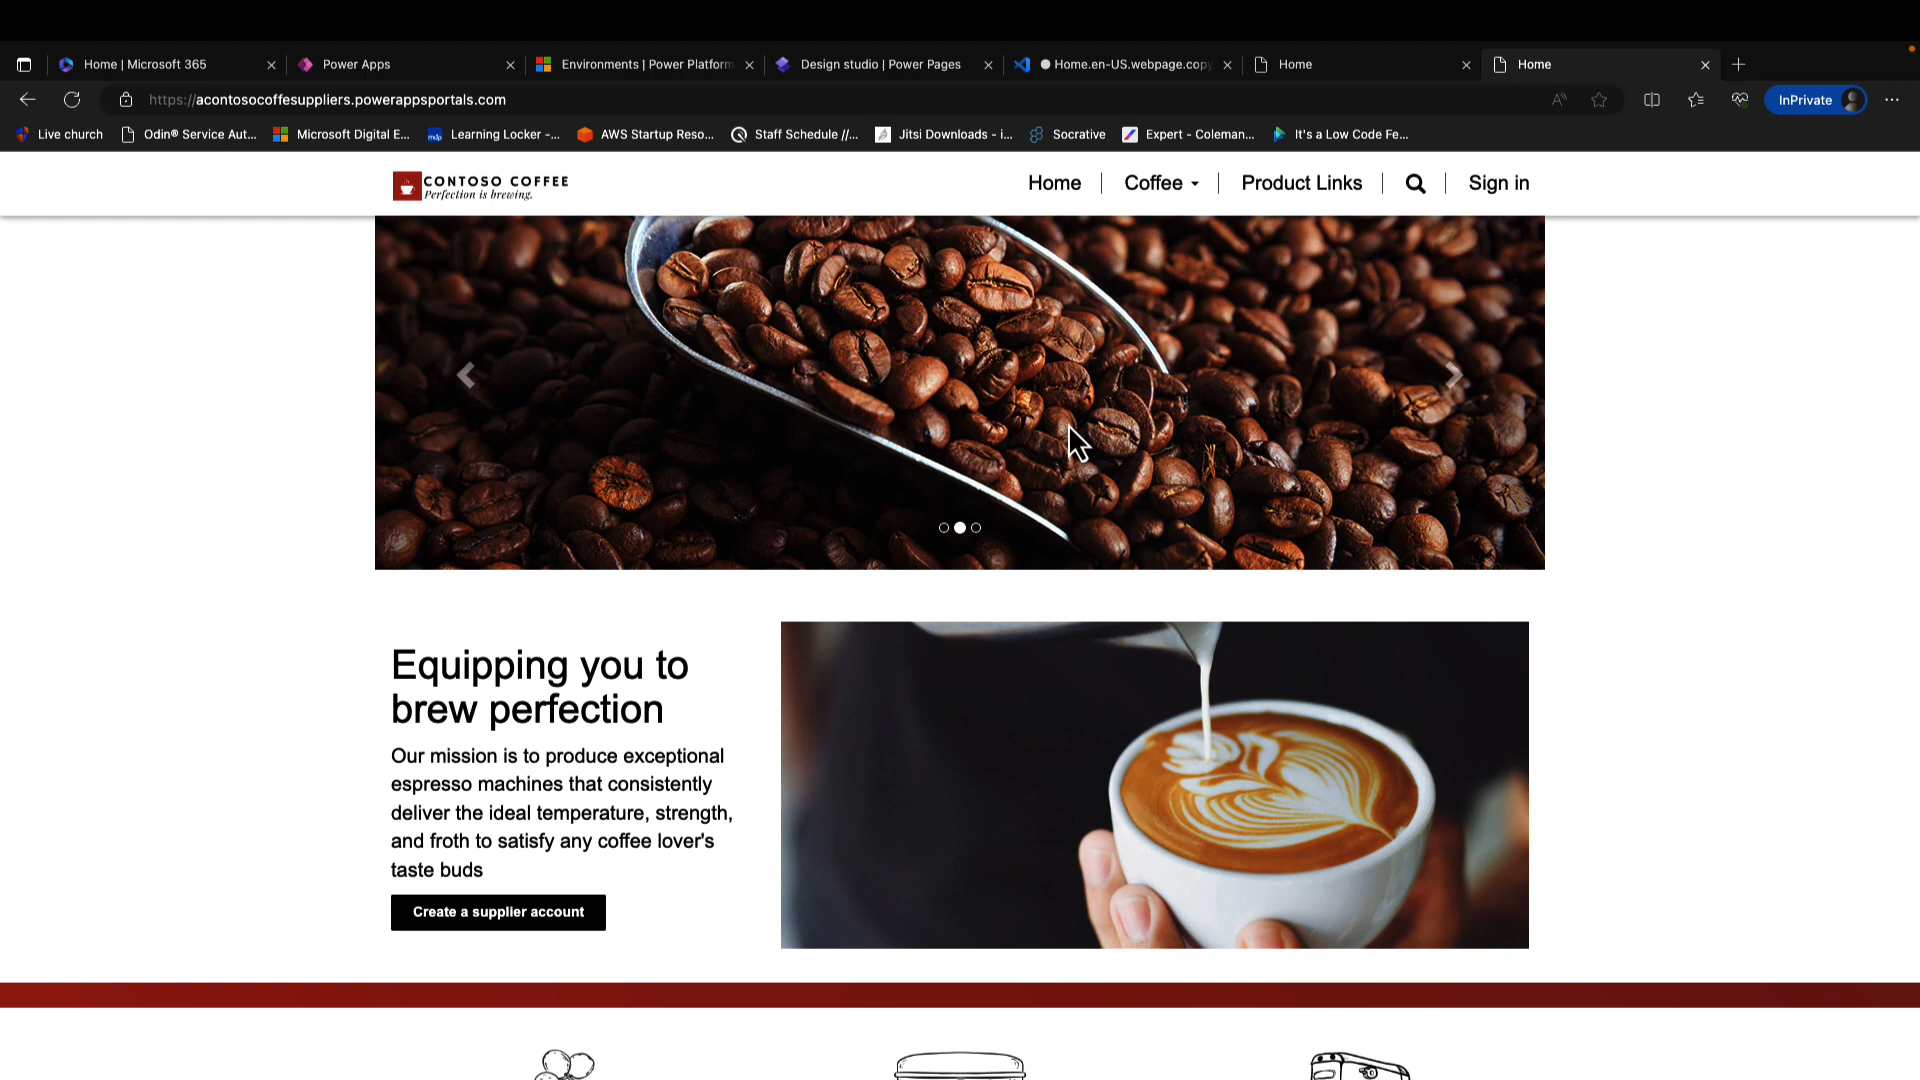 Home | Microsoft 365
Power Apps
Environments | Power Platform
Design studio | Power Pages
Home.en-US.webpage.copy
Home
Home
https://acontosocoffesuppliers.powerappsportals.com
InPrivate
Live church
Odin® Service Aut...
Microsoft Digital E...
Learning Locker -...
AWS Startup Reso...
Staff Schedule //...
Jitsi Downloads - i...
Socrative
Expert - Coleman...
It's a Low Code Fe...
CONTOSO COFFEE
Perfection is brewing.
Home
Coffee
Product Links
Sign in
Equipping you to
brew perfection
Our mission is to produce exceptional
espresso machines that consistently
deliver the ideal temperature, strength,
and froth to satisfy any coffee lover's
taste buds
Create a supplier account